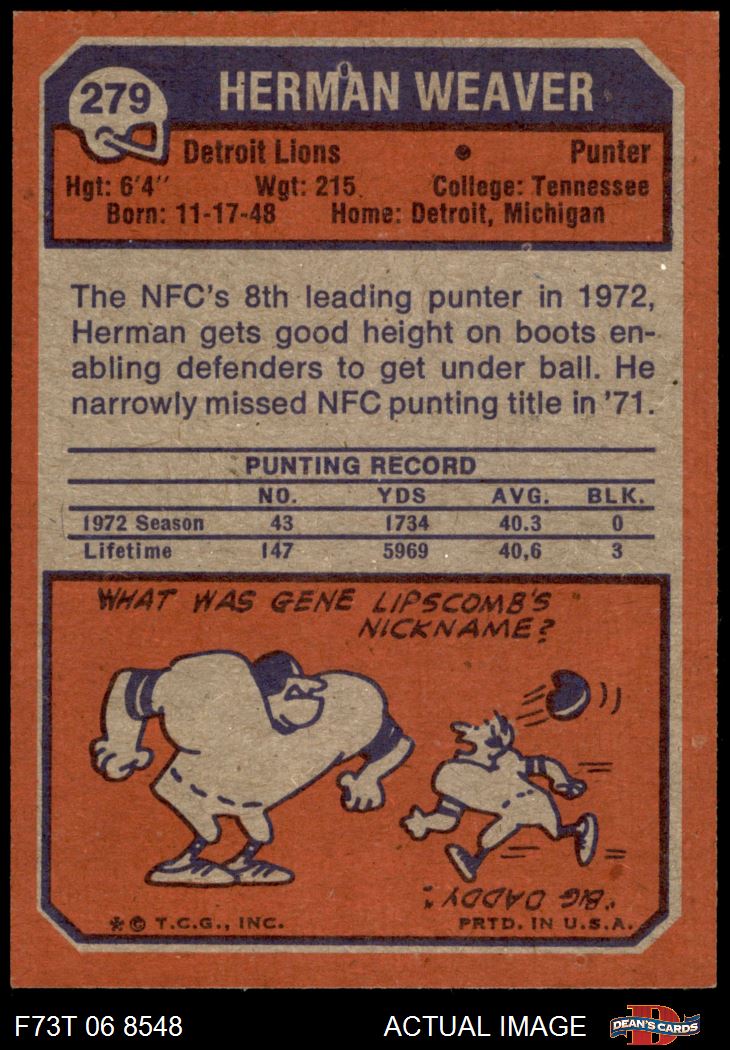 279
HERMAN WEAVER
Detroit Lions • Punter
Hgt: 6'4" Wgt: 215 College: Tennessee
Born: 11-17-48 Home: Detroit, Michigan
The NFC's 8th leading punter in 1972,
Herman gets good height on boots en-
abling defenders to get under ball. He
narrowly missed NFC punting title in '71.
PUNTING RECORD
NO. YDS AVG. BLK.
1972 Season 43 1734 40.3 0
Lifetime 147 5969 40,6 3
WHAT WAS GENE LIPSCOMB'S
NICKNAME?
"BIG DADDY"
* © T.C.G., INC. PRTD. IN U.S.A.
F73T 06 8548 ACTUAL IMAGE
D
DEAN'S CARDS